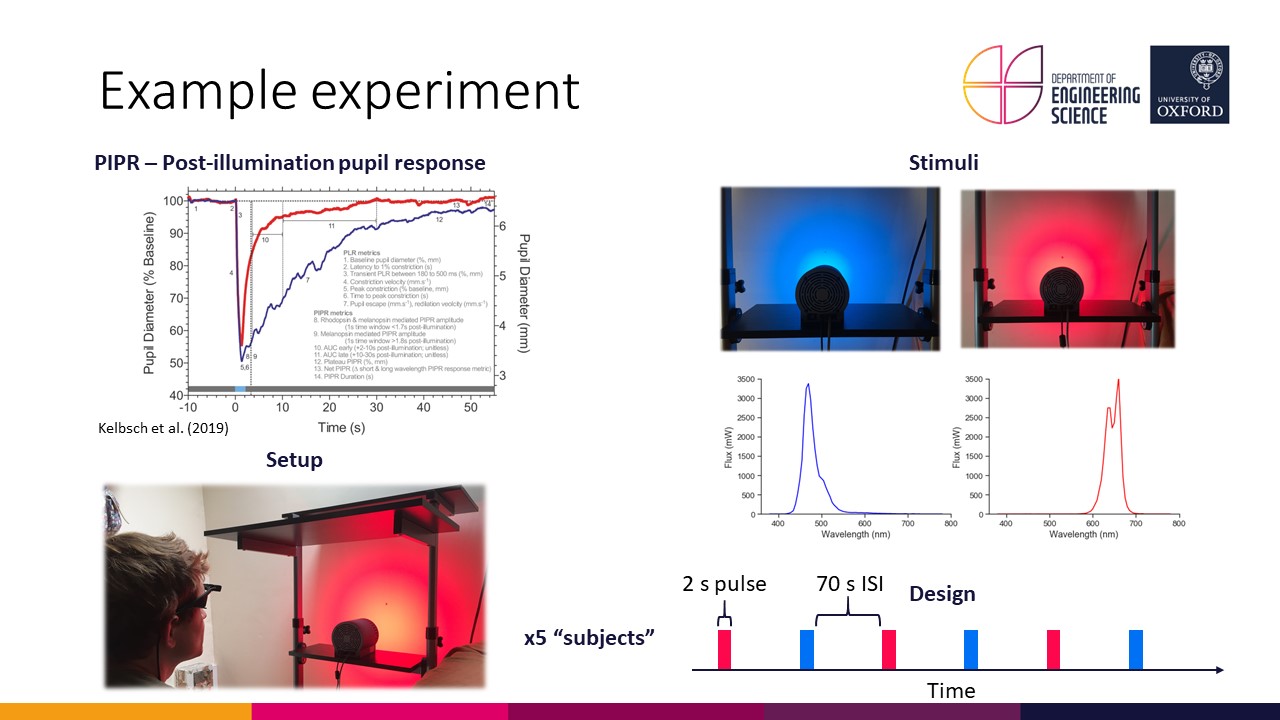 Example experiment
DEPARTMENT OF
ENGINEERING
SCIENCE
UNIVERSITY OF
OXFORD
PIPR – Post-illumination pupil response
Pupil Diameter (% Baseline)
100
90
80
70
60
50
40
1
2
3
4
5,6
8
9
10
7
11
12
13
14
PLR metrics
1. Baseline pupil diameter (%, mm)
2. Latency to 1% constriction (s)
3. Transient PLR between 180 to 500 ms (%, mm)
4. Constriction velocity (mm.s⁻¹)
5. Peak constriction (% baseline, mm)
6. Time to peak constriction (s)
7. Pupil escape (mm.s⁻¹), redilation velicity (mm.s⁻¹)
PIPR metrics
8. Rhodopsin & melanopsin mediated PIPR amplitude
(1s time window <1.7s post-illumination)
9. Melanopsin mediated PIPR amplitude
(1s time window >1.8s post-illumination)
10. AUC early (+2-10s post-illumination; unitless)
11. AUC late (+10-30s post-illumination; unitless)
12. Plateau PIPR (%, mm)
13. Net PIPR (Δ short & long wavelength PIPR response metric)
14. PIPR Duration (s)
6
5
4
3
Pupil Diameter (mm)
-10 0 10 20 30 40 50
Time (s)
Kelbsch et al. (2019)
Setup
Stimuli
Flux (mW)
3500
3000
2500
2000
1500
1000
500
0
400 500 600 700 800
Wavelength (nm)
Flux (mW)
3500
3000
2500
2000
1500
1000
500
0
400 500 600 700 800
Wavelength (nm)
Design
2 s pulse
70 s ISI
x5 “subjects”
Time